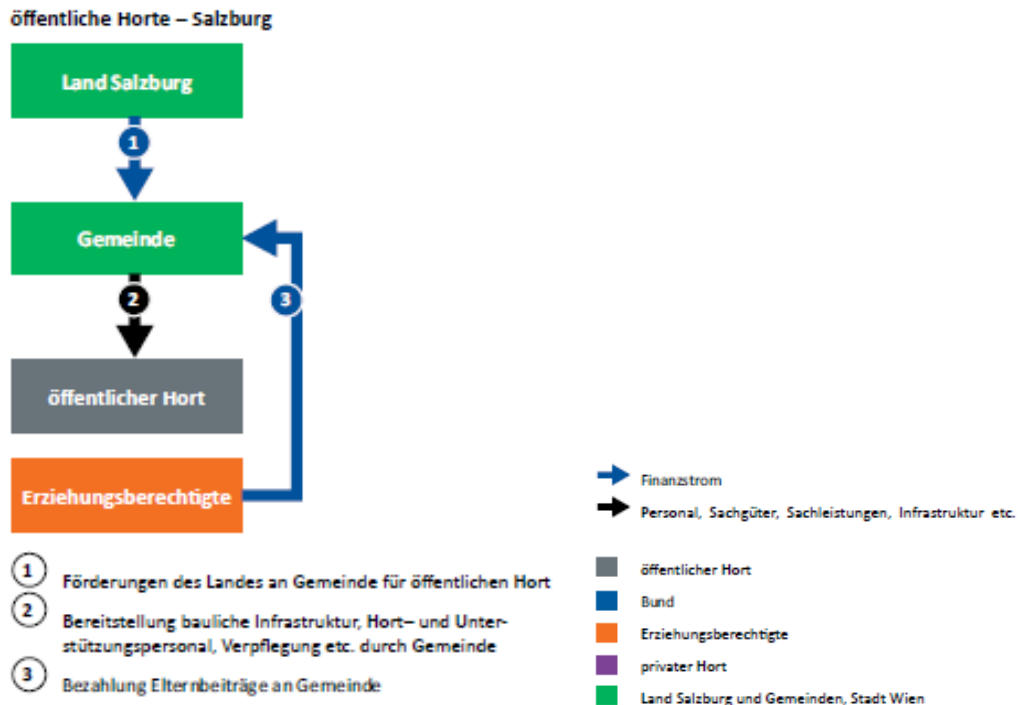 öffentliche Horte – Salzburg
Land Salzburg
1
Gemeinde
2
3
öffentlicher Hort
Erziehungsberechtigte
1 Förderungen des Landes an Gemeinde für öffentlichen Hort
2 Bereitstellung bauliche Infrastruktur, Hort– und Unter-
stützungspersonal, Verpflegung etc. durch Gemeinde
3 Bezahlung Elternbeiträge an Gemeinde
Finanzstrom
Personal, Sachgüter, Sachleistungen, Infrastruktur etc.
öffentlicher Hort
Bund
Erziehungsberechtigte
privater Hort
Land Salzburg und Gemeinden, Stadt Wien